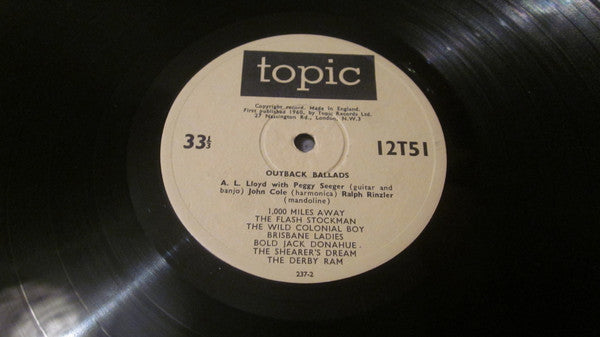 topic
Copyright record. Made in England.
First published 1960, by Topic Records Ltd.
27 Nassington Rd., London, N.W.3
33⅓
12T51
OUTBACK BALLADS
A. L. Lloyd with Peggy Seeger (guitar and
banjo) John Cole (harmonica) Ralph Rinzler
(mandoline)
1,000 MILES AWAY
THE FLASH STOCKMAN
THE WILD COLONIAL BOY
BRISBANE LADIES
BOLD JACK DONAHUE
THE SHEARER'S DREAM
THE DERBY RAM
237-2